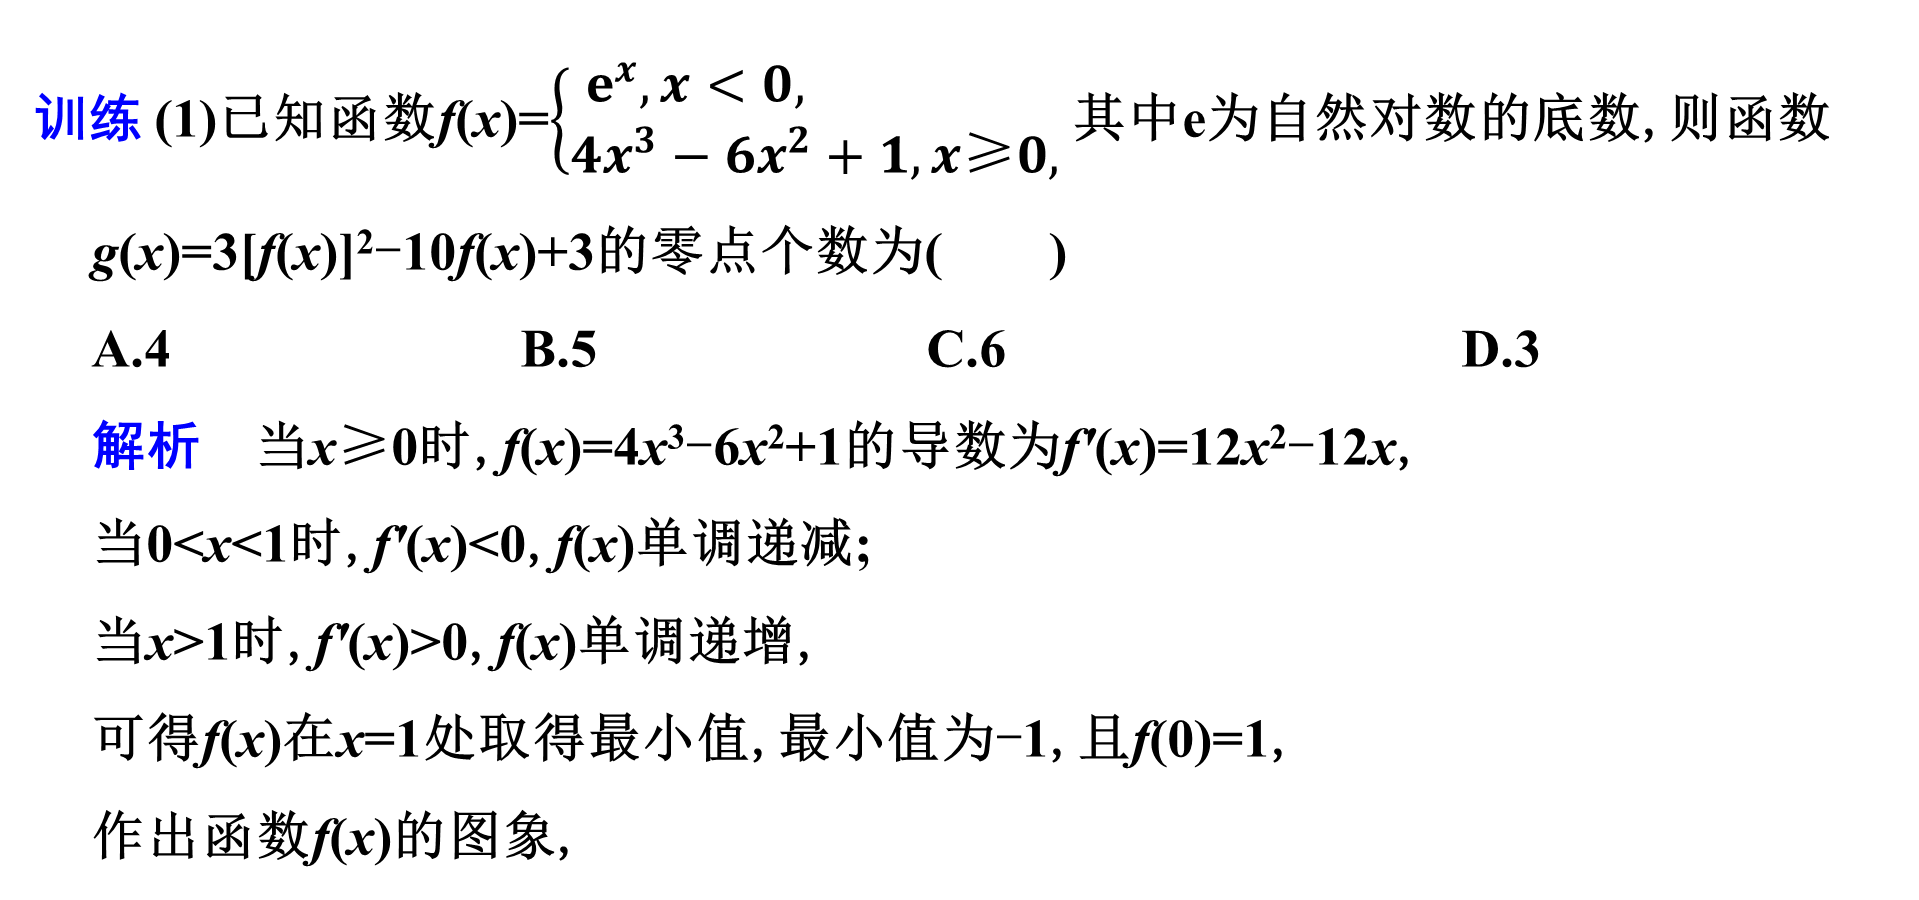 训练 (1)已知函数f(x)={e^x, x < 0, 4x³ − 6x² + 1, x⩾0, 其中e为自然对数的底数,则函数
g(x)=3[f(x)]²−10f(x)+3的零点个数为(  )
A.4 B.5 C.6 D.3
解析 当x⩾0时,f(x)=4x³−6x²+1的导数为f′(x)=12x²−12x,
当0<x<1时,f′(x)<0,f(x)单调递减;
当x>1时,f′(x)>0,f(x)单调递增,
可得f(x)在x=1处取得最小值,最小值为−1,且f(0)=1,
作出函数f(x)的图象,